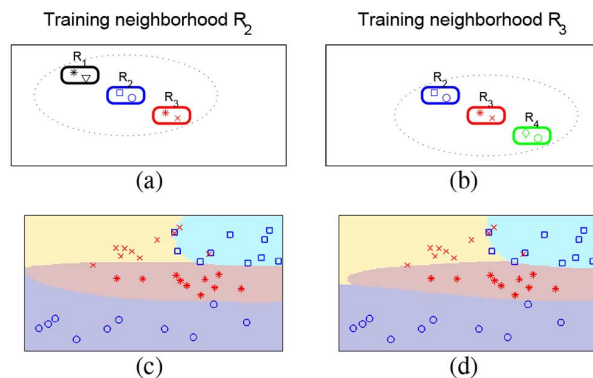 Training neighborhood R2
Training neighborhood R3
R1
R2
R3
R2
R3
R4
(a)
(b)
(c)
(d)